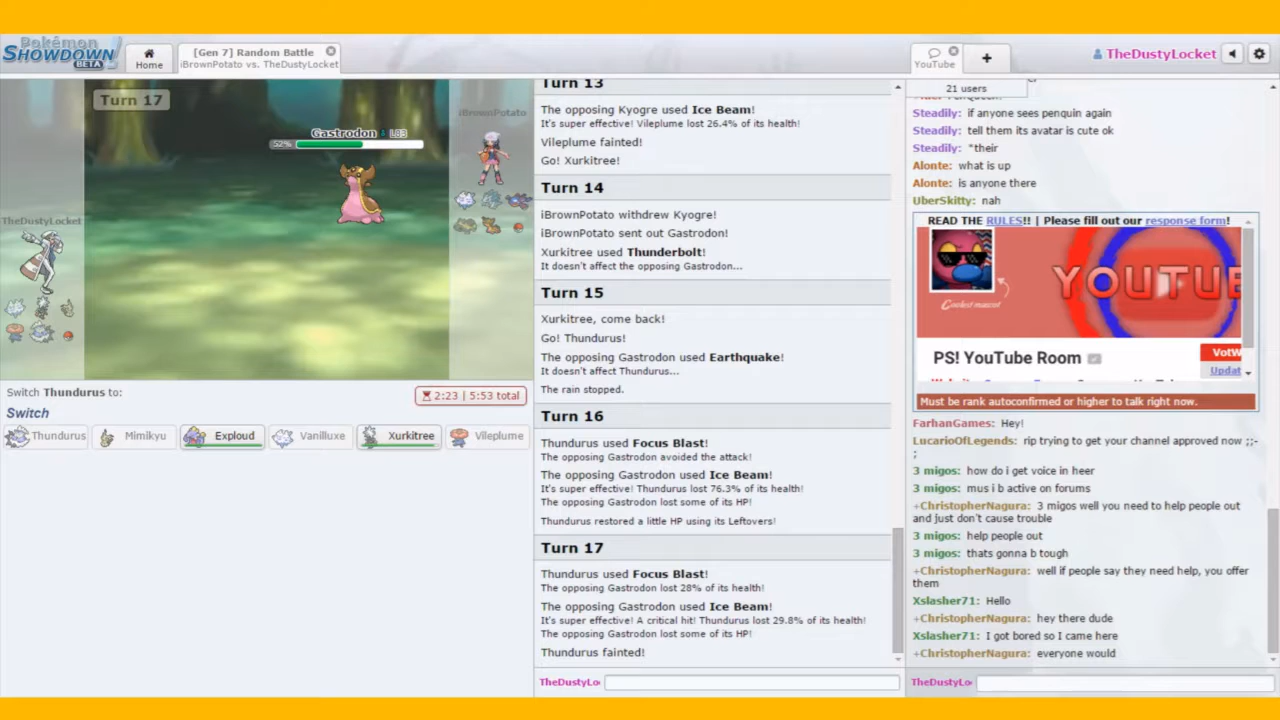 Pokémon
SHOWDOWN
BETA
Home
[Gen 7] Random Battle
iBrownPotato vs. TheDustyLocket
YouTube
+
TheDustyLocket
Turn 17
Gastrodon L83
52%
iBrownPotato
TheDustyLocket
Switch Thundurus to:
2:23 | 5:53 total
Switch
Thundurus
Mimikyu
Exploud
Vanilluxe
Xurkitree
Vileplume
Turn 13
The opposing Kyogre used Ice Beam!
It's super effective! Vileplume lost 26.4% of its health!
Vileplume fainted!
Go! Xurkitree!
Turn 14
iBrownPotato withdrew Kyogre!
iBrownPotato sent out Gastrodon!
Xurkitree used Thunderbolt!
It doesn't affect the opposing Gastrodon...
Turn 15
Xurkitree, come back!
Go! Thundurus!
The opposing Gastrodon used Earthquake!
It doesn't affect Thundurus...
The rain stopped.
Turn 16
Thundurus used Focus Blast!
The opposing Gastrodon avoided the attack!
The opposing Gastrodon used Ice Beam!
It's super effective! Thundurus lost 76.3% of its health!
The opposing Gastrodon lost some of its HP!
Thundurus restored a little HP using its Leftovers!
Turn 17
Thundurus used Focus Blast!
The opposing Gastrodon lost 28% of its health!
The opposing Gastrodon used Ice Beam!
It's super effective! A critical hit! Thundurus lost 29.8% of its health!
The opposing Gastrodon lost some of its HP!
Thundurus fainted!
TheDustyLo
21 users
Steadily: if anyone sees penquin again
Steadily: tell them its avatar is cute ok
Steadily: *their
Alonte: what is up
Alonte: is anyone there
UberSkitty: nah
READ THE RULES!! | Please fill out our response form!
Coolest mascot
YOUTUBE
PS! YouTube Room
VotW
Updat
Must be rank autoconfirmed or higher to talk right now.
FarhanGames: Hey!
LucarioOfLegends: rip trying to get your channel approved now ;;-
;
3 migos: how do i get voice in heer
3 migos: mus i b active on forums
+ChristopherNagura: 3 migos well you need to help people out
and just don't cause trouble
3 migos: help people out
3 migos: thats gonna b tough
+ChristopherNagura: well if people say they need help, you offer
them
Xslasher71: Hello
+ChristopherNagura: hey there dude
Xslasher71: I got bored so I came here
+ChristopherNagura: everyone would
TheDustyLo